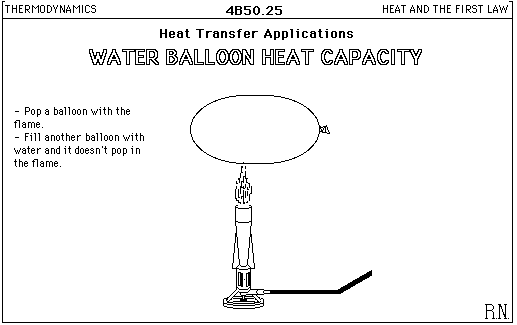 THERMODYNAMICS
4B50.25
HEAT AND THE FIRST LAW
Heat Transfer Applications
WATER BALLOON HEAT CAPACITY
- Pop a balloon with the
flame.
- Fill another balloon with
water and it doesn't pop in
the flame.
R.N.